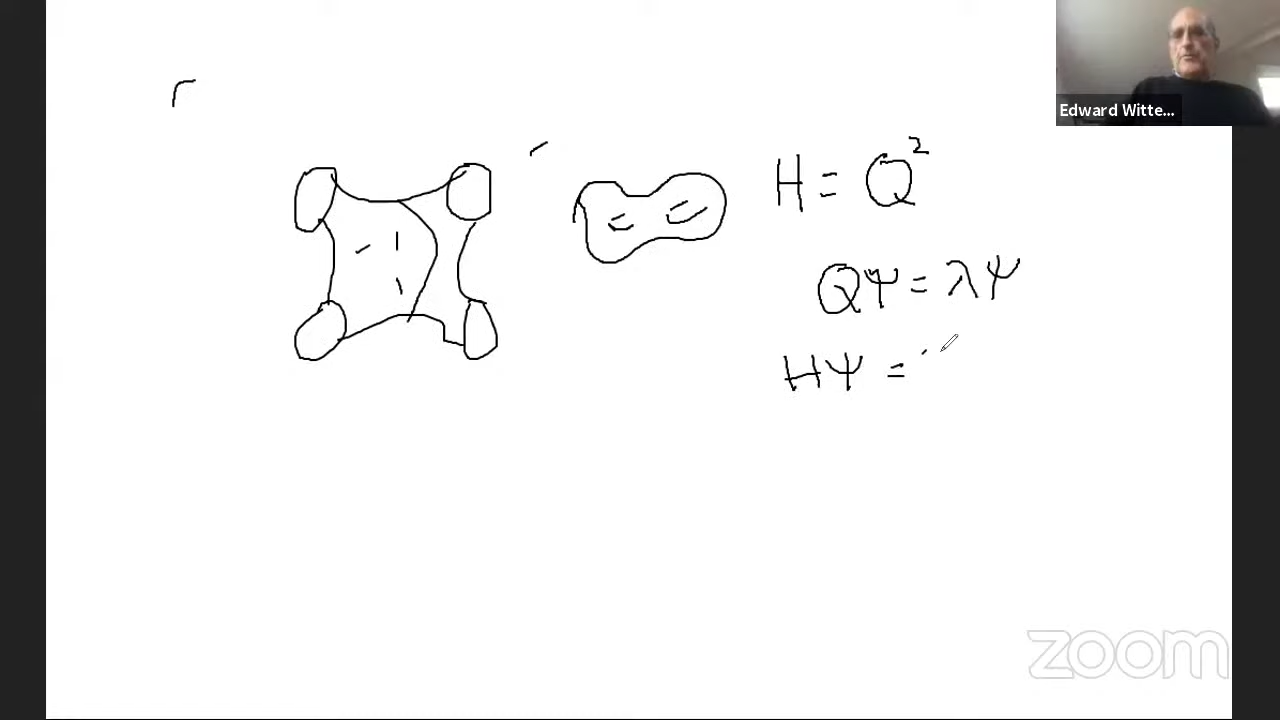 Edward Witte...
H = Q²
QΨ = λΨ
HΨ =
zoom